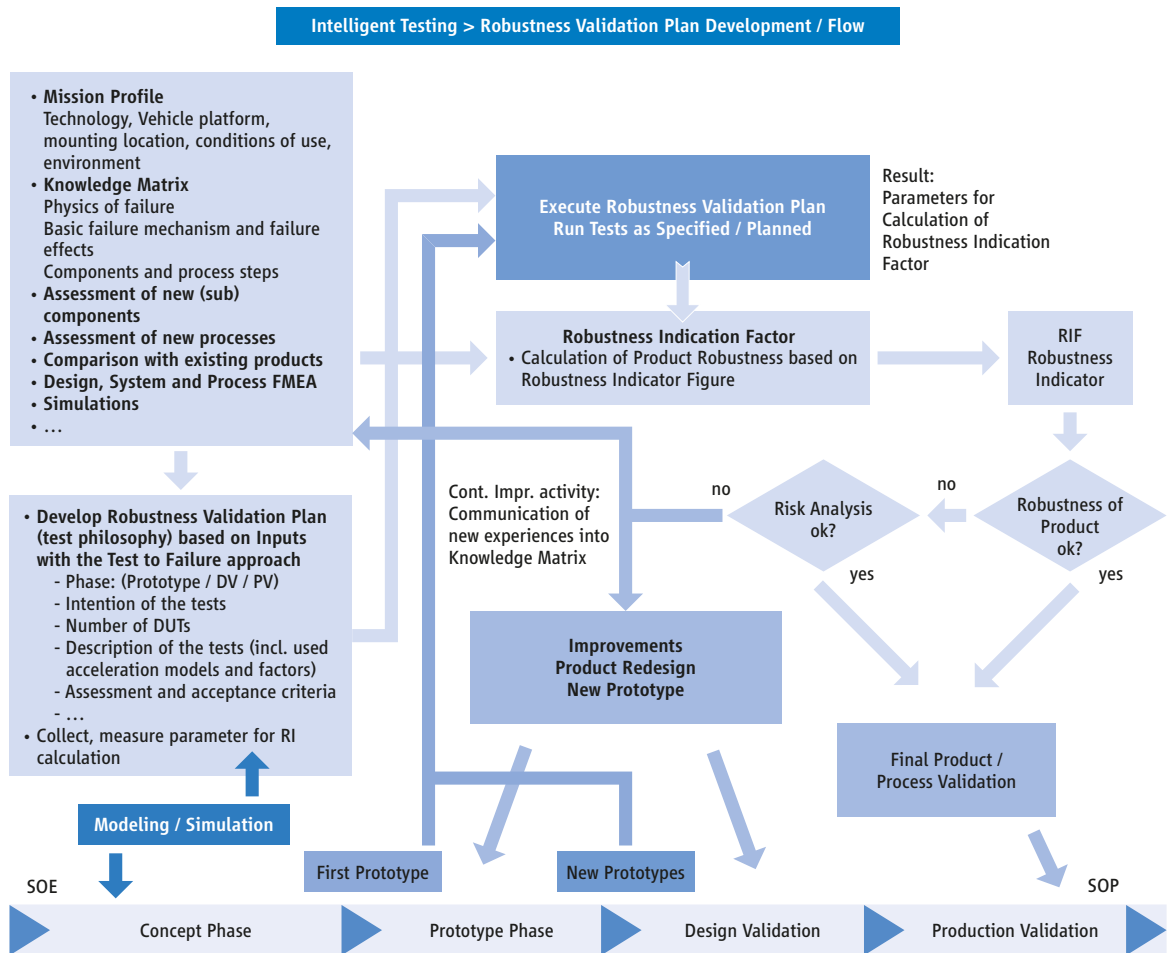 Intelligent Testing > Robustness Validation Plan Development / Flow
• Mission Profile
Technology, Vehicle platform,
mounting location, conditions of use,
environment
• Knowledge Matrix
Physics of failure
Basic failure mechanism and failure
effects
Components and process steps
• Assessment of new (sub)
components
• Assessment of new processes
• Comparison with existing products
• Design, System and Process FMEA
• Simulations
• ...
Execute Robustness Validation Plan
Run Tests as Specified / Planned
Result:
Parameters for
Calculation of
Robustness Indication
Factor
Robustness Indication Factor
• Calculation of Product Robustness based on
Robustness Indicator Figure
RIF
Robustness
Indicator
• Develop Robustness Validation Plan
(test philosophy) based on Inputs
with the Test to Failure approach
- Phase: (Prototype / DV / PV)
- Intention of the tests
- Number of DUTs
- Description of the tests (incl. used
acceleration models and factors)
- Assessment and acceptance criteria
- ...
• Collect, measure parameter for RI
calculation
Cont. Impr. activity:
Communication of
new experiences into
Knowledge Matrix
no
Risk Analysis
ok?
yes
no
Robustness of
Product
ok?
yes
Improvements
Product Redesign
New Prototype
Final Product /
Process Validation
Modeling / Simulation
First Prototype
New Prototypes
SOE
SOP
Concept Phase
Prototype Phase
Design Validation
Production Validation